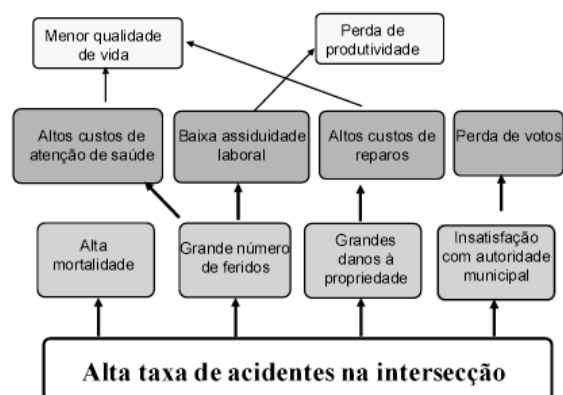 Menor qualidade
de vida
Perda de
produtividade
Altos custos de
atenção de saúde
Baixa assiduidade
laboral
Altos custos de
reparos
Perda de votos
Alta
mortalidade
Grande número
de feridos
Grandes
danos à
propriedade
Insatisfação
com autoridade
municipal
Alta taxa de acidentes na intersecção